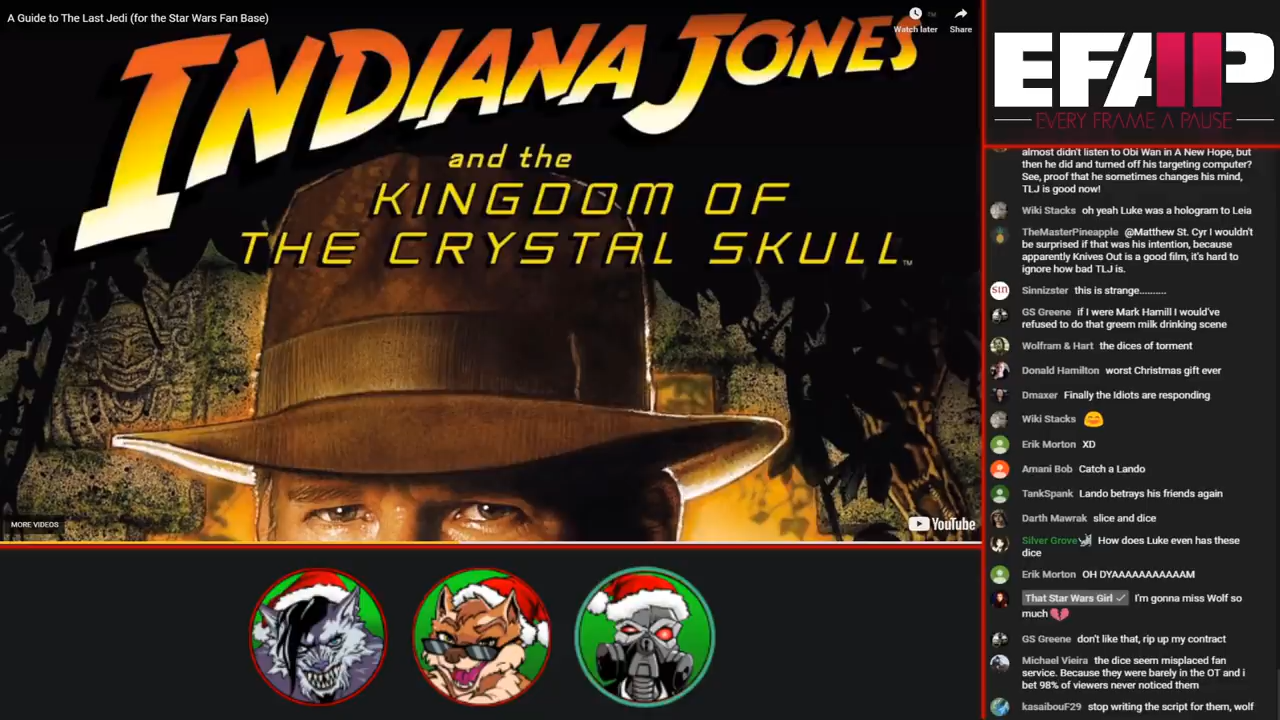 A Guide to The Last Jedi (for the Star Wars Fan Base)
Watch later
Share
INDIANA JONES
TM
and the
KINGDOM OF
THE CRYSTAL SKULL
TM
MORE VIDEOS
YouTube
EFAP
EVERY FRAME A PAUSE
almost didn't listen to Obi Wan in A New Hope, but
then he did and turned off his targeting computer?
See, proof that he sometimes changes his mind,
TLJ is good now!
Wiki Stacks oh yeah Luke was a hologram to Leia
TheMasterPineapple @Matthew St. Cyr I wouldn't
be surprised if that was his intention, because
apparently Knives Out is a good film, it's hard to
ignore how bad TLJ is.
sin Sinnizster this is strange..........
GS Greene if I were Mark Hamill I would've
refused to do that greem milk drinking scene
Wolfram & Hart the dices of torment
Donald Hamilton worst Christmas gift ever
Dmaxer Finally the Idiots are responding
Wiki Stacks 🤗
Erik Morton XD
Amani Bob Catch a Lando
TankSpank Lando betrays his friends again
Darth Mawrak slice and dice
Silver Grove How does Luke even has these
dice
Erik Morton OH DYAAAAAAAAAAM
That Star Wars Girl ✓ I'm gonna miss Wolf so
much 💔
GS Greene don't like that, rip up my contract
Michael Vieira the dice seem misplaced fan
service. Because they were barely in the OT and i
bet 98% of viewers never noticed them
kasaibouF29 stop writing the script for them, wolf